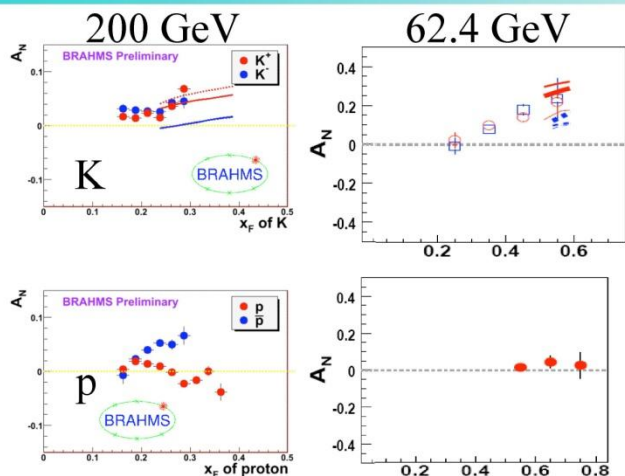 200 GeV
62.4 GeV
A_N
BRAHMS Preliminary
K⁺
K⁻
0.1
0
-0.1
K
BRAHMS
0 0.1 0.2 0.3 0.4 0.5
x_F of K
A_N
0.4
0.2
0
-0.2
-0.4
0.2 0.4 0.6
A_N
BRAHMS Preliminary
p
p̄
0.1
0
-0.1
p
BRAHMS
0 0.1 0.2 0.3 0.4 0.5
x_F of proton
A_N
0.4
0.2
0
-0.2
-0.4
0.2 0.4 0.6 0.8